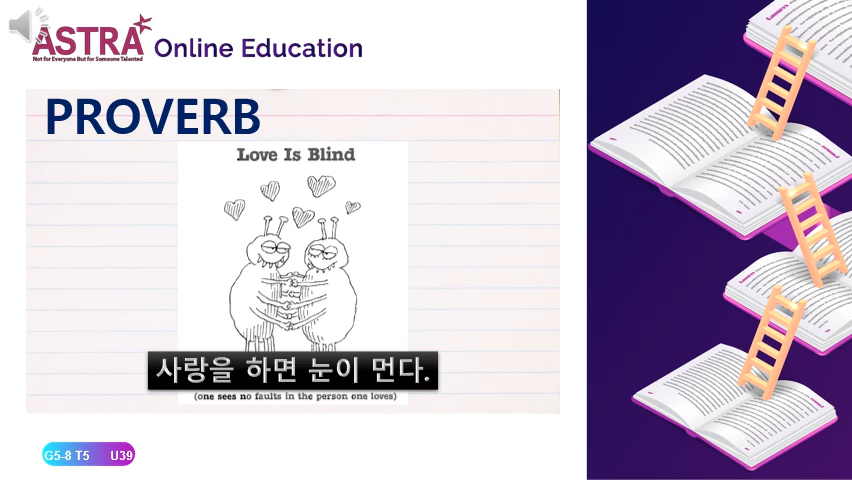 ASTRA Online Education
Not for Everyone But for Someone Talented
PROVERB
Love Is Blind
사랑을 하면 눈이 먼다.
(one sees no faults in the person one loves)
G5-8 T5 U39